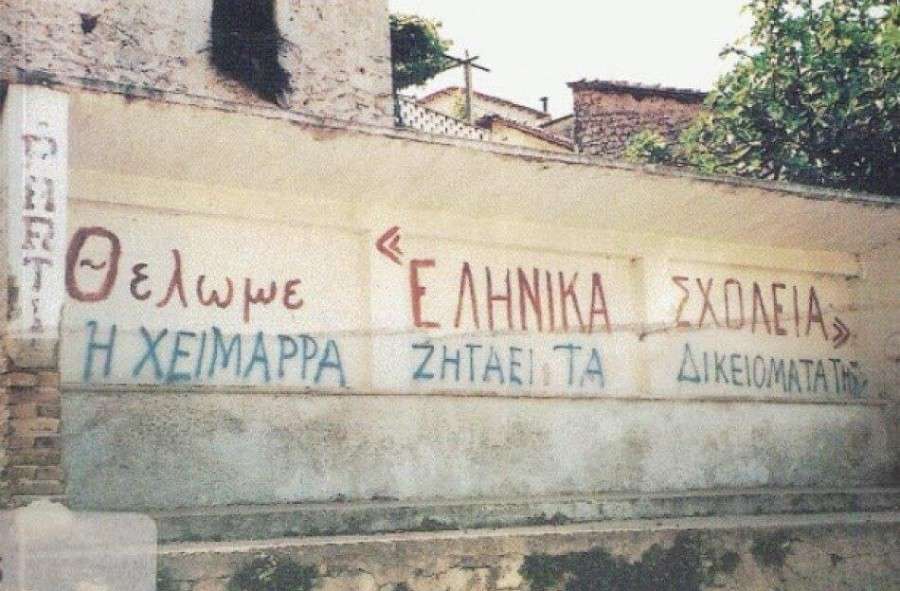 Θελωμε « ΕΛΗΝΙΚΑ ΣΧΟΛΕΙΑ »
Η ΧΕΙΜΑΡΡΑ ΖΗΤΑΕΙ ΤΑ ΔΙΚΕΙΟΜΑΤΑ ΤΗΣ